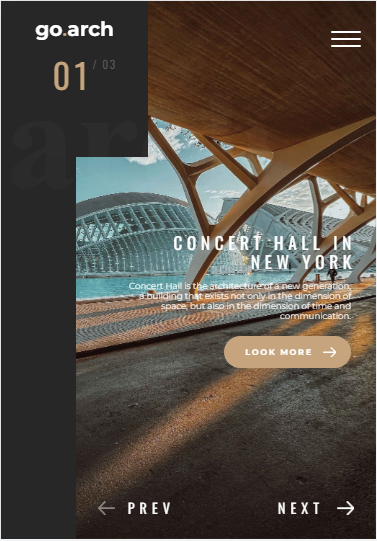 go.arch
01 / 03
ar
CONCERT HALL IN
NEW YORK
Concert Hall is the architecture of a new generation,
a building that exists not only in the dimension of
space, but also in the dimension of time and
communication.
LOOK MORE
PREV
NEXT